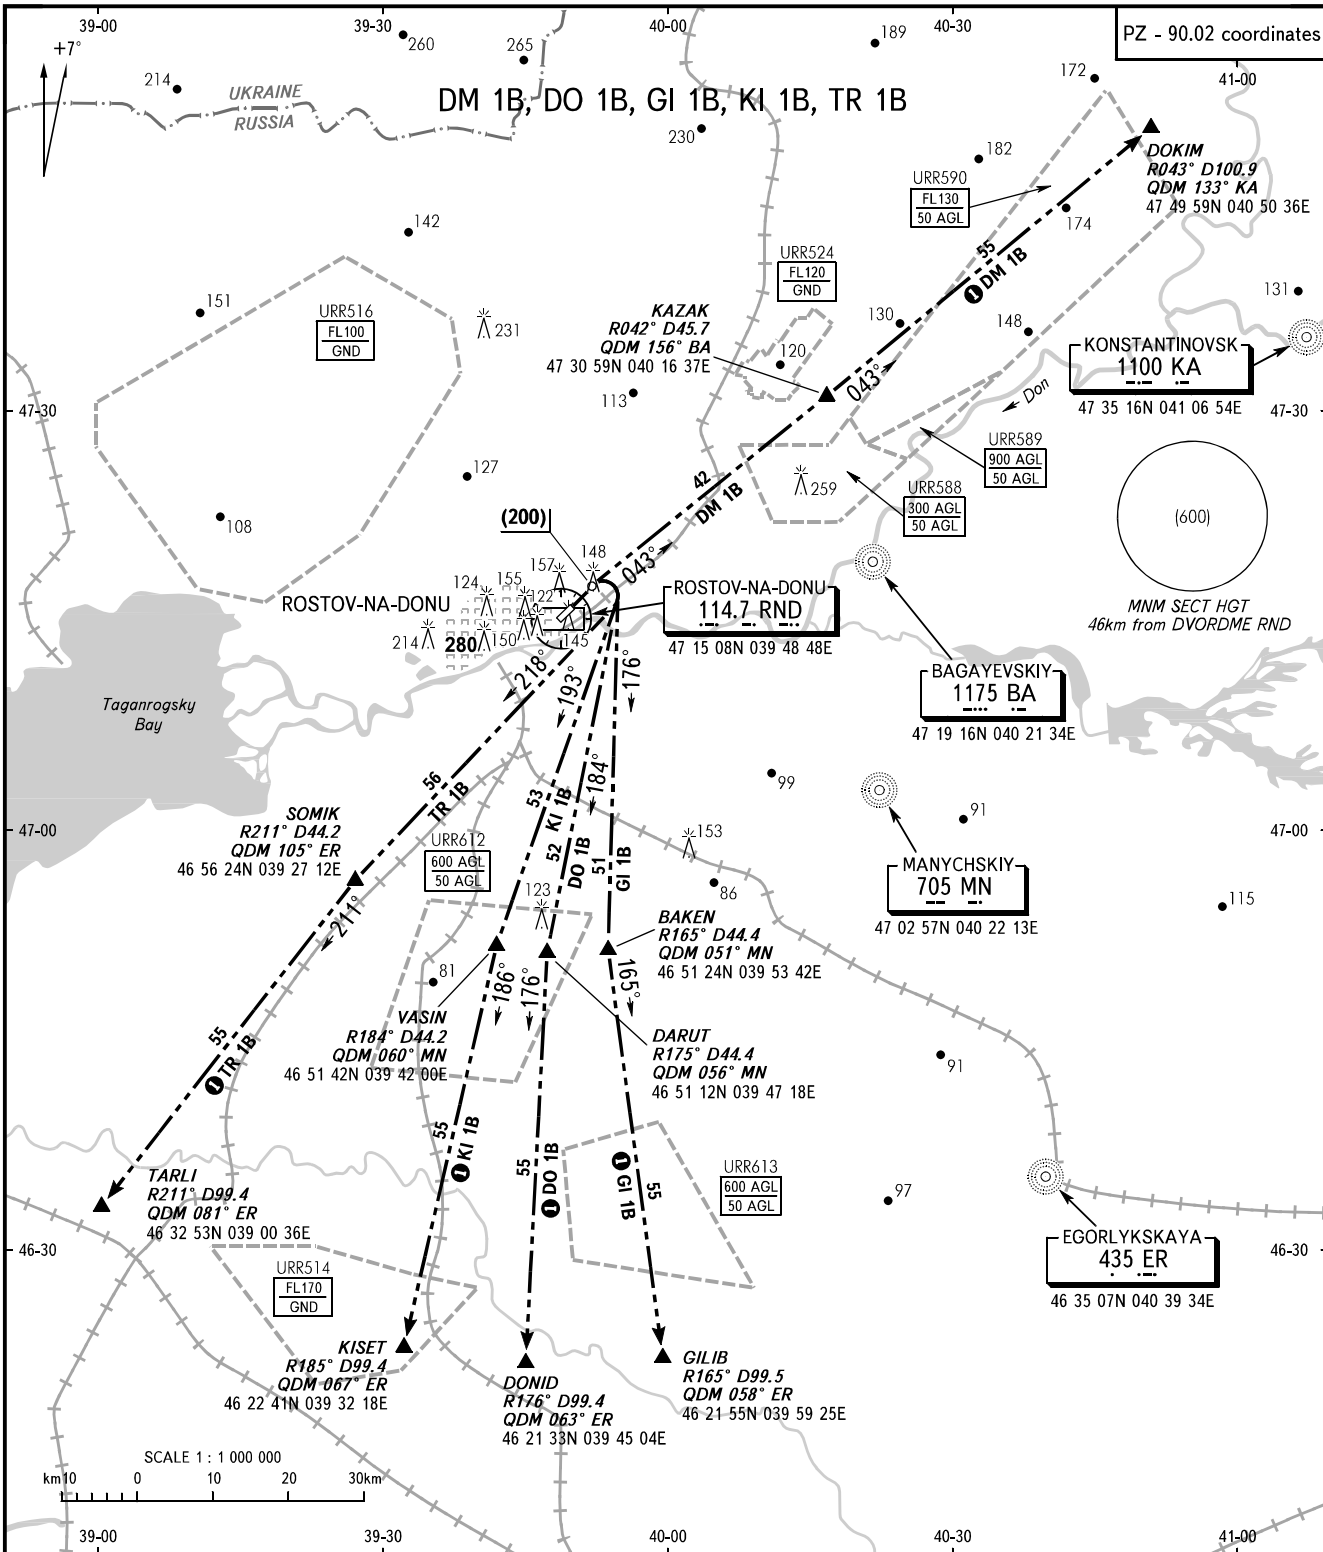 39-00
39-30
40-00
40-30
PZ - 90.02 coordinates
41-00
+7°
260
265
189
214
172
UKRAINE
RUSSIA
DM 1B, DO 1B, GI 1B, KI 1B, TR 1B
230
182
DOKIM
R043° D100.9
QDM 133° KA
47 49 59N 040 50 36E
URR590
FL130
50 AGL
174
142
55
1 DM 1B
URR524
FL120
GND
151
URR516
FL100
GND
231
KAZAK
R042° D45.7
QDM 156° BA
47 30 59N 040 16 37E
130
148
131
120
043°
KONSTANTINOVSK
1100 KA
47 35 16N 041 06 54E
Don
113
47-30
47-30
127
URR589
900 AGL
50 AGL
42
DM 1B
259
URR588
300 AGL
50 AGL
108
(200)
(600)
043°
157
148
124
155
122
ROSTOV-NA-DONU
214
280
150
145
ROSTOV-NA-DONU
114.7 RND
47 15 08N 039 48 48E
MNM SECT HGT
46km from DVORDME RND
218°
193°
176°
BAGAYEVSKIY
1175 BA
47 19 16N 040 21 34E
Taganrogsky
Bay
184°
56
TR 1B
53
KI 1B
99
91
SOMIK
R211° D44.2
QDM 105° ER
46 56 24N 039 27 12E
47-00
47-00
URR612
600 AGL
50 AGL
52
DO 1B
51
GI 1B
153
86
MANYCHSKIY
705 MN
47 02 57N 040 22 13E
115
123
211°
BAKEN
R165° D44.4
QDM 051° MN
46 51 24N 039 53 42E
81
186°
176°
165°
VASIN
R184° D44.2
QDM 060° MN
46 51 42N 039 42 00E
DARUT
R175° D44.4
QDM 056° MN
46 51 12N 039 47 18E
91
55
1 TR 1B
55
1 KI 1B
55
1 DO 1B
1 GI 1B
55
URR613
600 AGL
50 AGL
97
TARLI
R211° D99.4
QDM 081° ER
46 32 53N 039 00 36E
46-30
46-30
EGORLYKSKAYA
435 ER
46 35 07N 040 39 34E
URR514
FL170
GND
KISET
R185° D99.4
QDM 067° ER
46 22 41N 039 32 18E
DONID
R176° D99.4
QDM 063° ER
46 21 33N 039 45 04E
GILIB
R165° D99.5
QDM 058° ER
46 21 55N 039 59 25E
SCALE 1 : 1 000 000
km10 0 10 20 30km
39-00
39-30
40-00
40-30
41-00